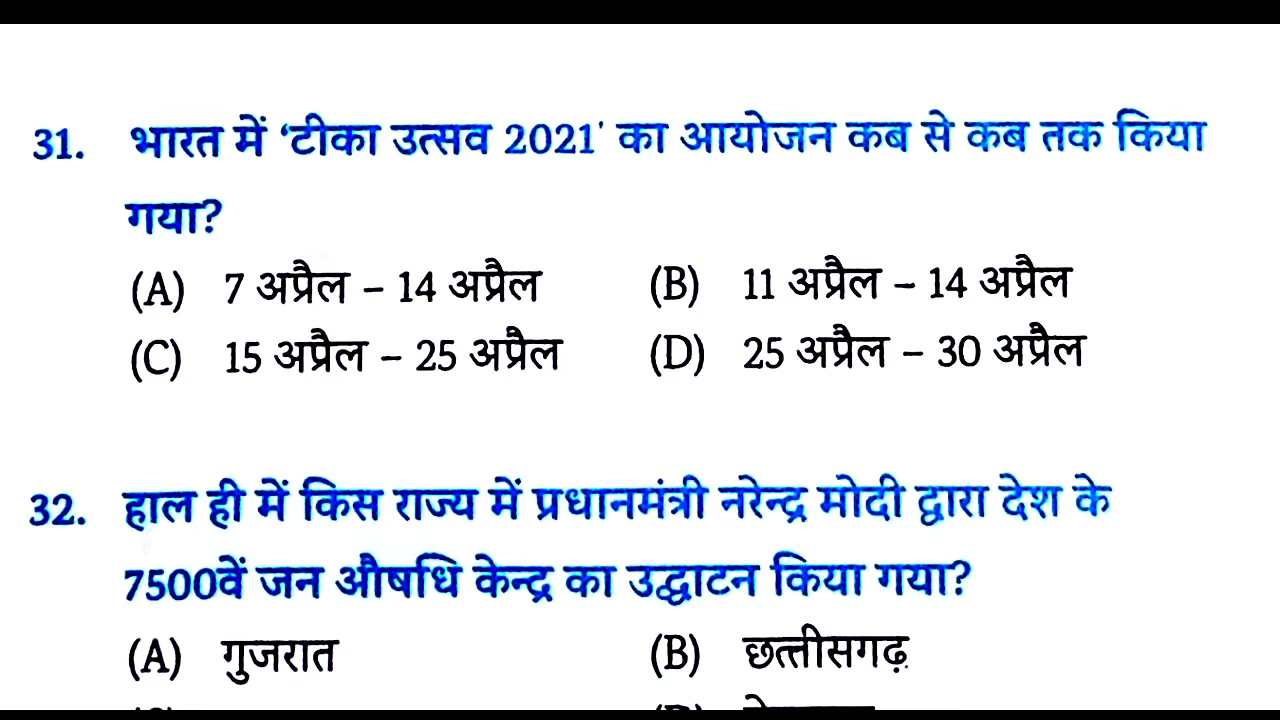 31. भारत में ‘टीका उत्सव 2021' का आयोजन कब से कब तक किया
गया?
(A) 7 अप्रैल – 14 अप्रैल (B) 11 अप्रैल – 14 अप्रैल
(C) 15 अप्रैल – 25 अप्रैल (D) 25 अप्रैल – 30 अप्रैल
32. हाल ही में किस राज्य में प्रधानमंत्री नरेन्द्र मोदी द्वारा देश के
7500वें जन औषधि केन्द्र का उद्घाटन किया गया?
(A) गुजरात (B) छत्तीसगढ़